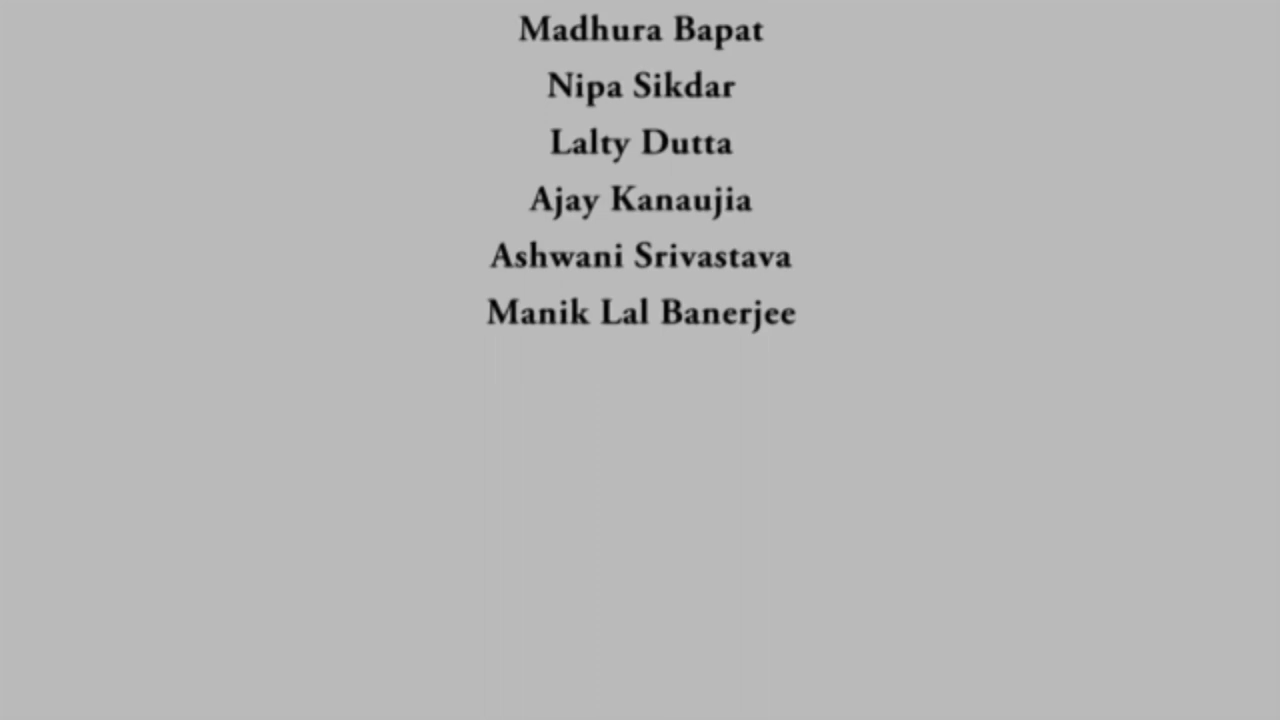 Madhura Bapat
Nipa Sikdar
Lalty Dutta
Ajay Kanaujia
Ashwani Srivastava
Manik Lal Banerjee